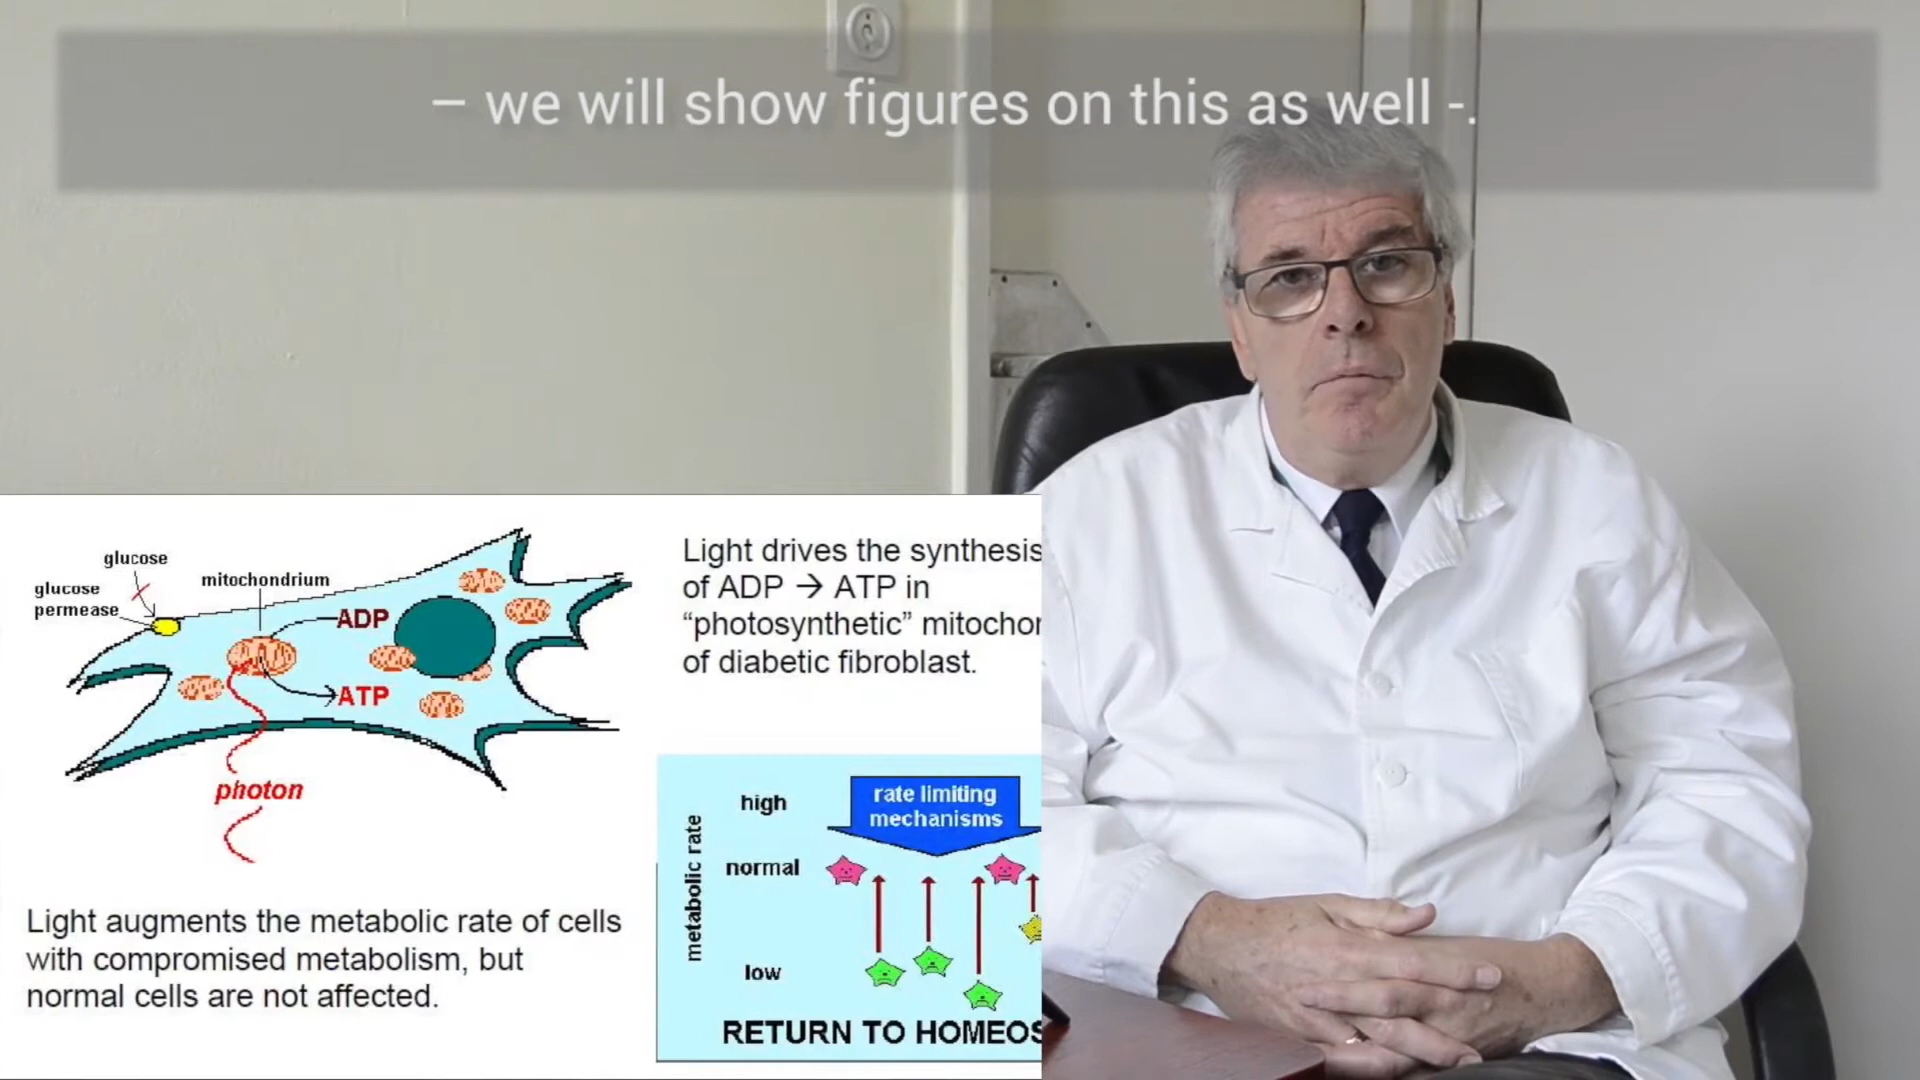 – we will show figures on this as well -.
glucose
glucose
permease
mitochondrium
ADP
ATP
photon
Light augments the metabolic rate of cells
with compromised metabolism, but
normal cells are not affected.
Light drives the synthesis
of ADP → ATP in
“photosynthetic” mitochon
of diabetic fibroblast.
metabolic rate
high
normal
low
rate limiting
mechanisms
RETURN TO HOMEOS